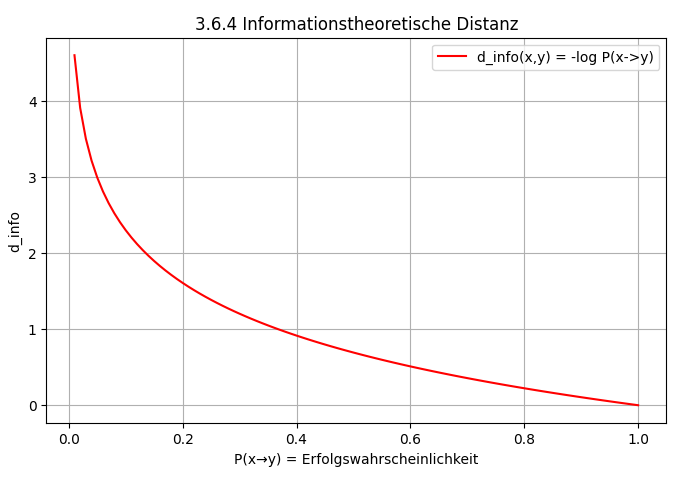 3.6.4 Informationstheoretische Distanz
d_info(x,y) = -log P(x->y)
d_info
4
3
2
1
0
0.0 0.2 0.4 0.6 0.8 1.0
P(x→y) = Erfolgswahrscheinlichkeit